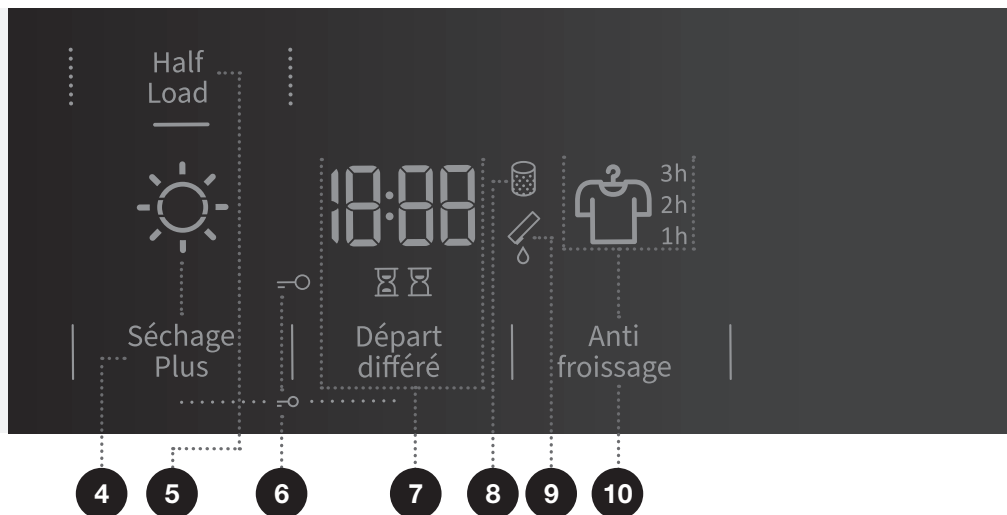 Half
Load
18:88
3h
2h
1h
Séchage
Plus
Départ
différé
Anti
froissage
4 5 6 7 8 9 10